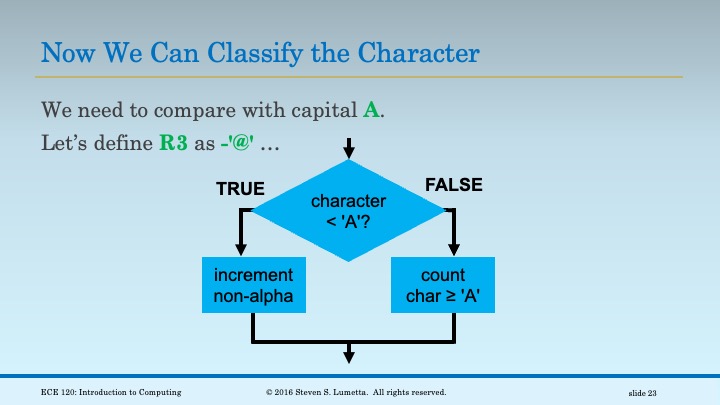 Now We Can Classify the Character
We need to compare with capital A.
Let’s define R3 as -'@' …
TRUE
FALSE
character
< 'A'?
increment
non-alpha
count
char ≥ 'A'
ECE 120: Introduction to Computing
© 2016 Steven S. Lumetta. All rights reserved.
slide 23